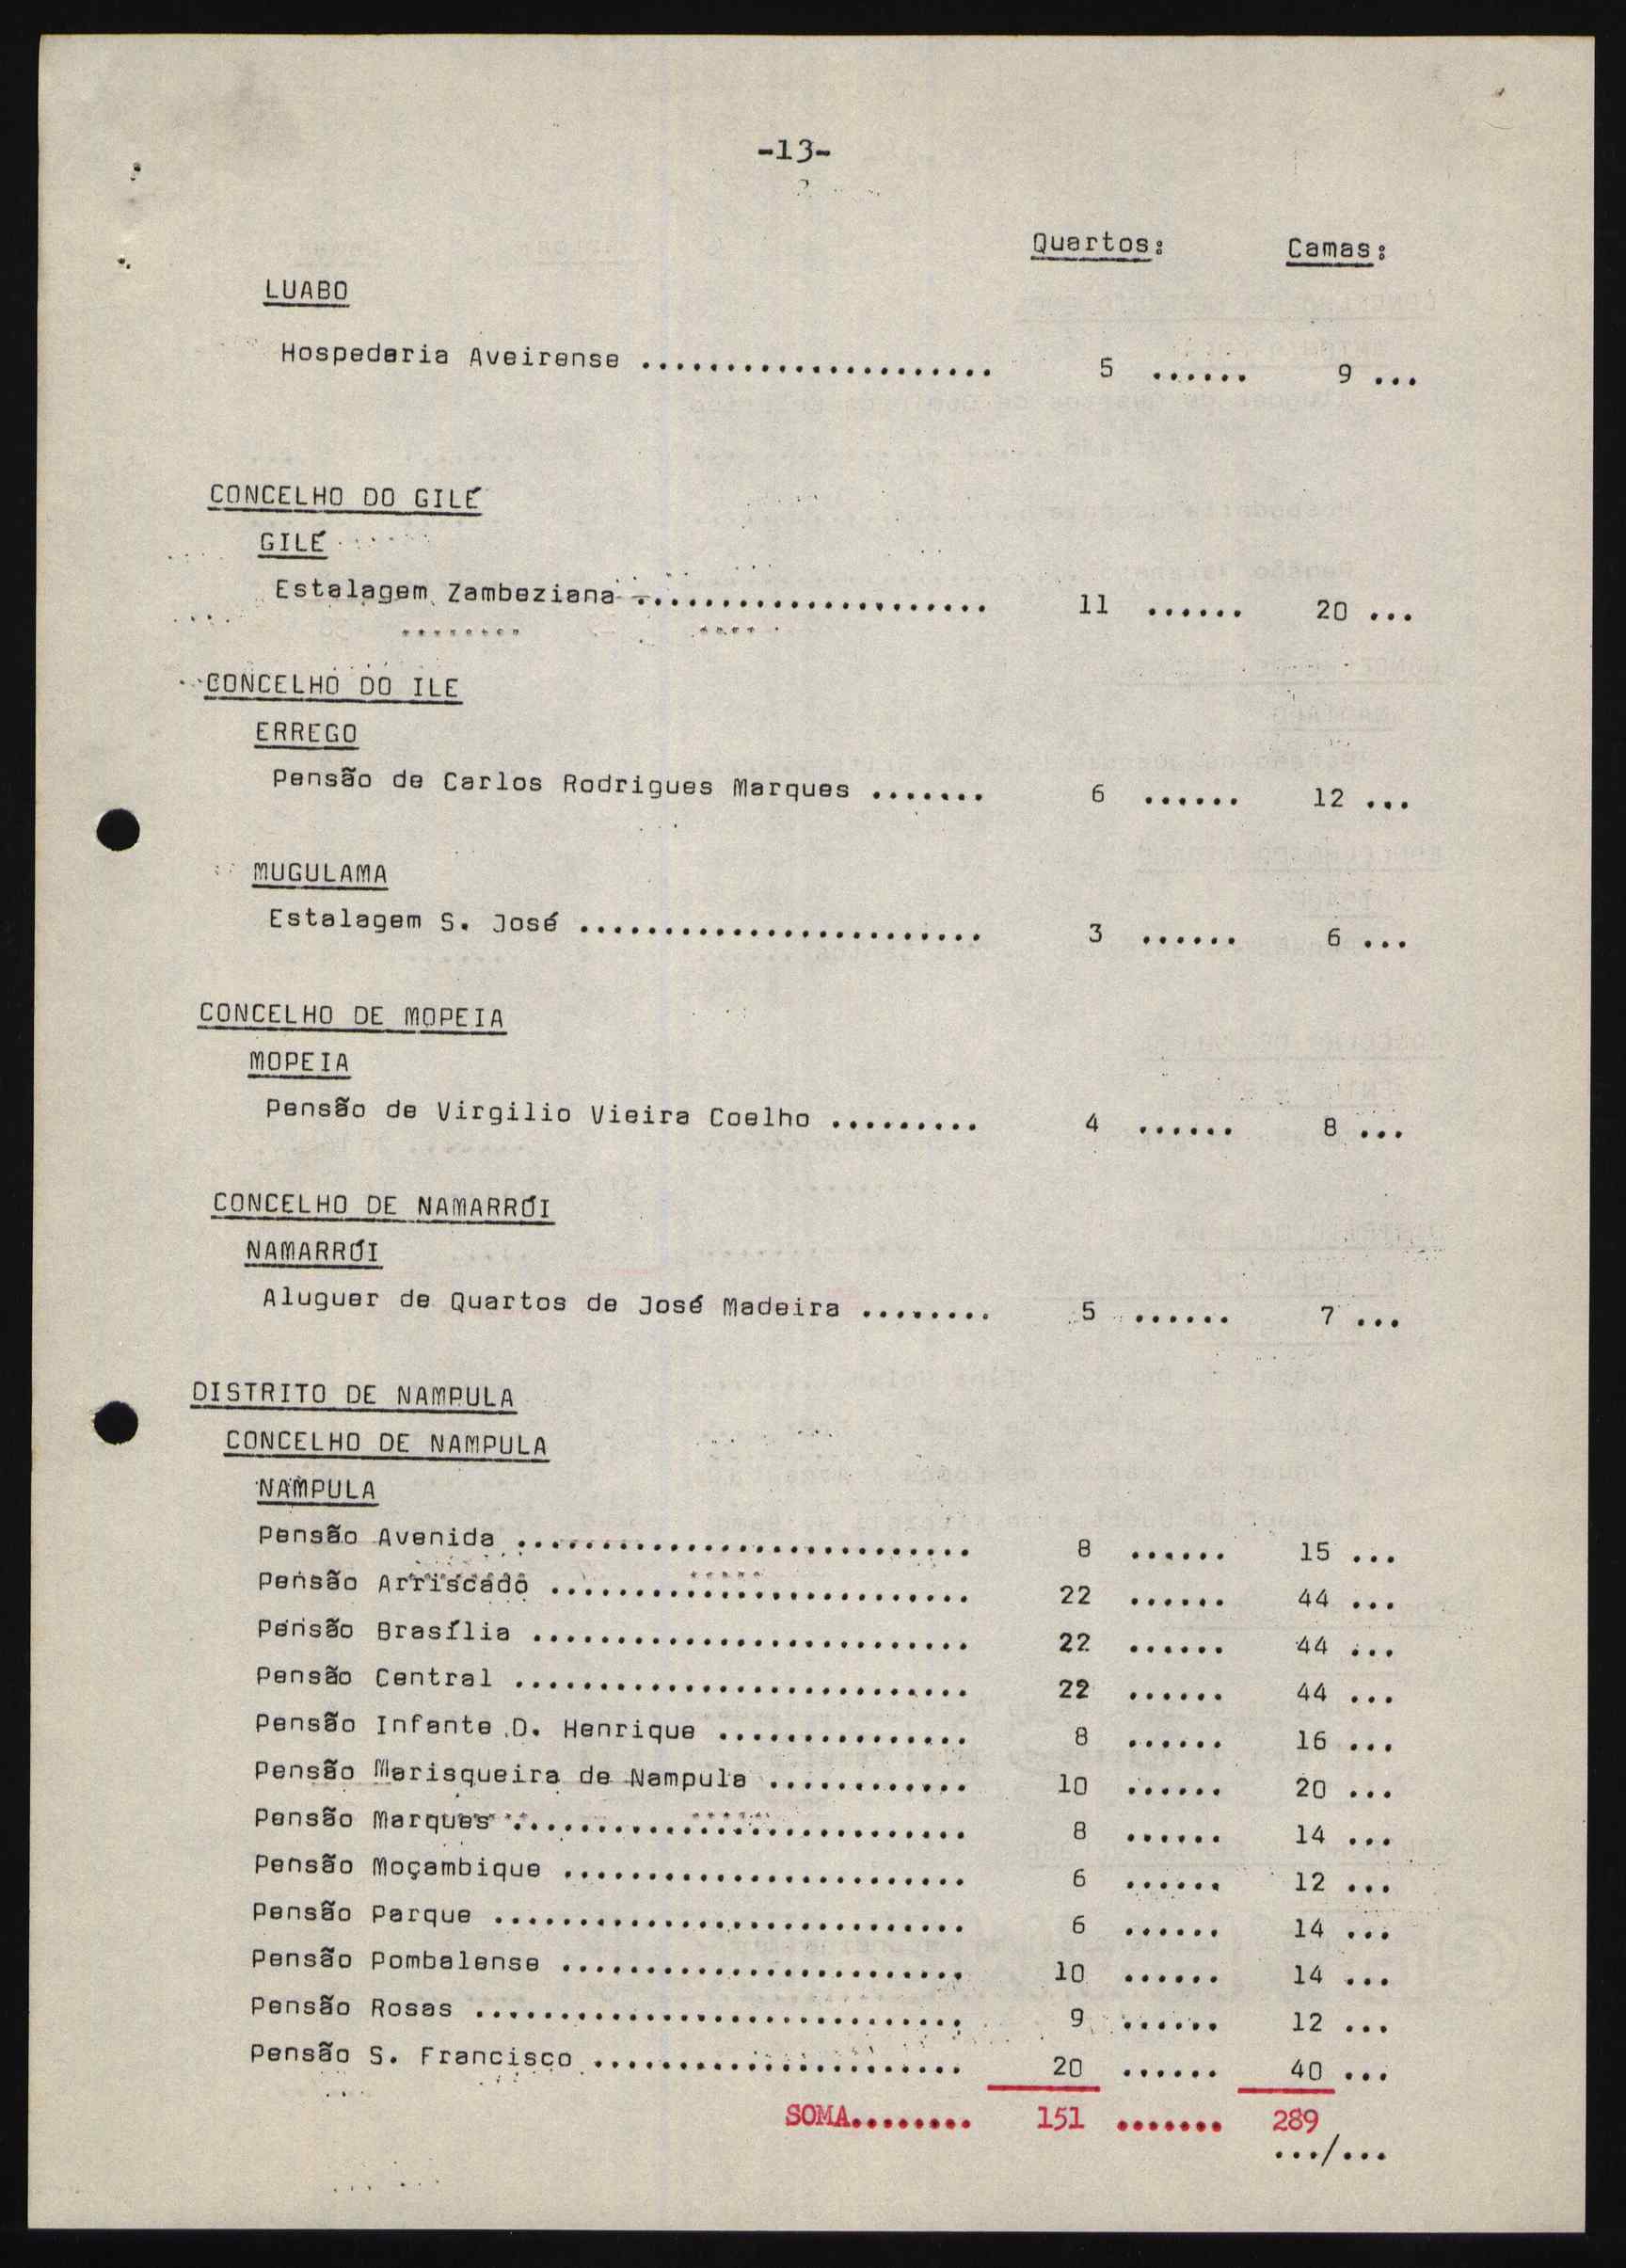 -13-
Quartos: Camas:
LUABO
Hospedaria Aveirense ..................... 5 ...... 9 ...
CONCELHO DO GILÉ
GILÉ
Estalagem Zambeziana ..................... 11 ...... 20 ...
CONCELHO DO ILE
ERREGO
Pensão de Carlos Rodrigues Marques ....... 6 ...... 12 ...
MUGULAMA
Estalagem S. José ........................ 3 ...... 6 ...
CONCELHO DE MOPEIA
MOPEIA
Pensão de Virgilio Vieira Coelho ......... 4 ...... 8 ...
CONCELHO DE NAMARRÓI
NAMARRÓI
Aluguer de Quartos de José Madeira ........ 5 ...... 7 ...
DISTRITO DE NAMPULA
CONCELHO DE NAMPULA
NAMPULA
Pensão Avenida ........................... 8 ...... 15 ...
Pensão Arriscado ......................... 22 ...... 44 ...
Pensão Brasília .......................... 22 ...... 44 ...
Pensão Central ........................... 22 ...... 44 ...
Pensão Infante D. Henrique ............... 8 ...... 16 ...
Pensão Marisqueira de Nampula ............ 10 ...... 20 ...
Pensão Marques ........................... 8 ...... 14 ...
Pensão Moçambique ........................ 6 ...... 12 ...
Pensão Parque ............................ 6 ...... 14 ...
Pensão Pombalense ........................ 10 ...... 14 ...
Pensão Rosas ............................. 9 ...... 12 ...
Pensão S. Francisco ...................... 20 ...... 40 ...
SOMA........ 151 ....... 289
.../...